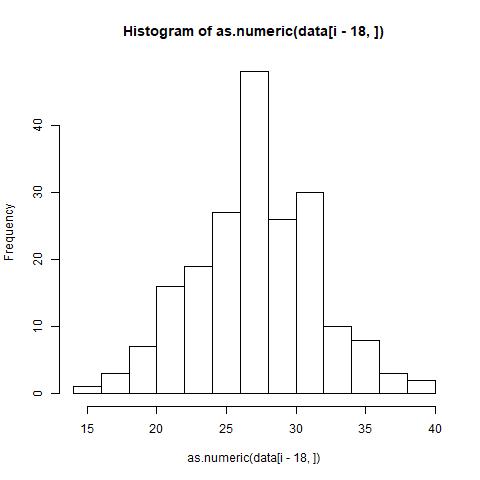 Histogram of as.numeric(data[i - 18, ])
Frequency
40
30
20
10
0
15 20 25 30 35 40
as.numeric(data[i - 18, ])